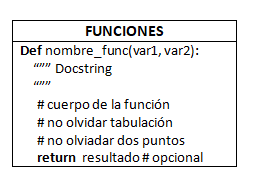 FUNCIONES
Def nombre_func(var1, var2):
“”” Docstring
“””
# cuerpo de la función
# no olvidar tabulación
# no olviadar dos puntos
return resultado # opcional